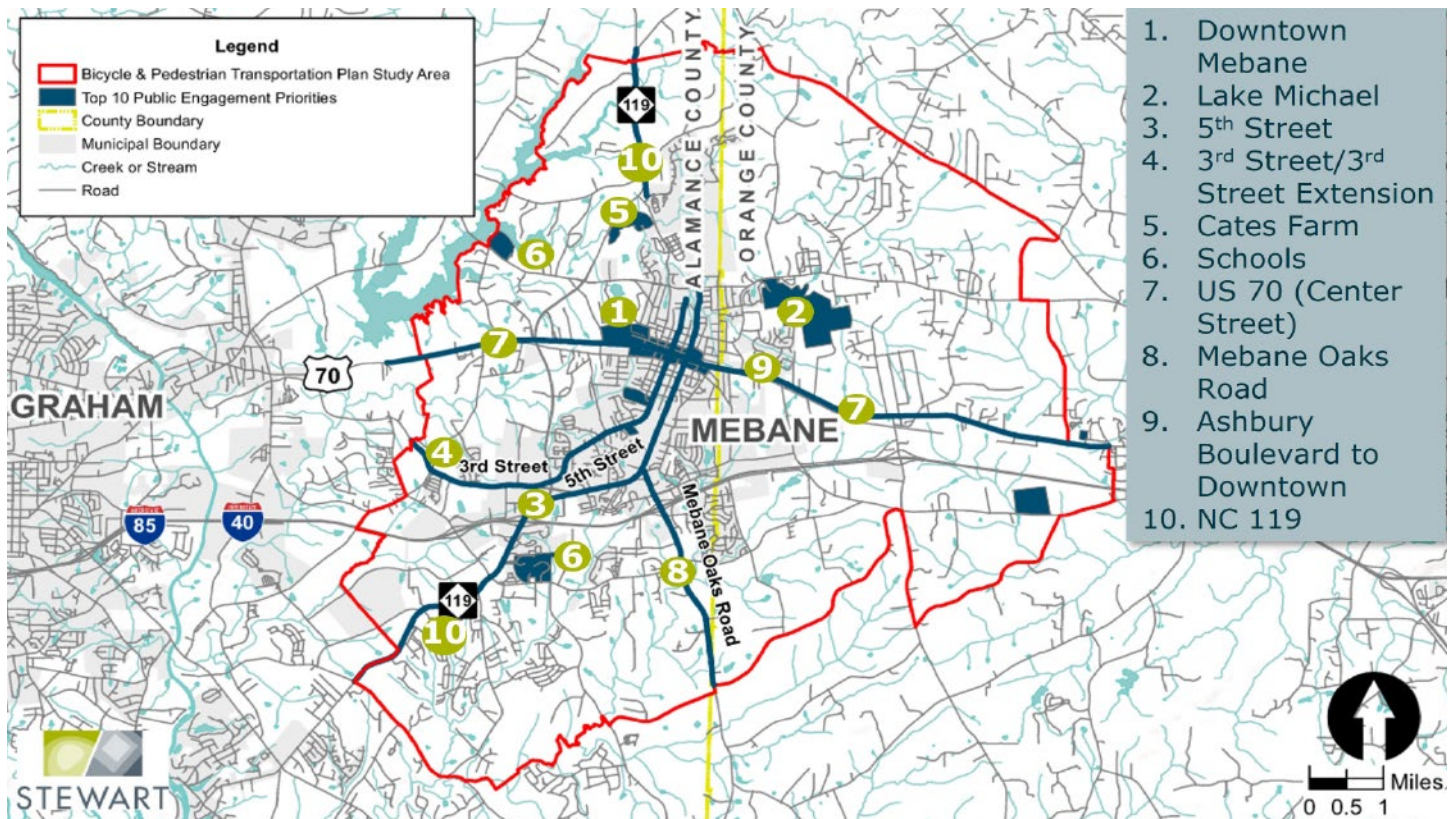 Legend
Bicycle & Pedestrian Transportation Plan Study Area
Top 10 Public Engagement Priorities
County Boundary
Municipal Boundary
Creek or Stream
Road
1. Downtown
Mebane
2. Lake Michael
3. 5th Street
4. 3rd Street/3rd
Street Extension
5. Cates Farm
6. Schools
7. US 70 (Center
Street)
8. Mebane Oaks
Road
9. Ashbury
Boulevard to
Downtown
10. NC 119
ALAMANCE COUNTY
ORANGE COUNTY
119
10
5
6
1
2
7
70
9
GRAHAM
7
MEBANE
4
3rd Street
5th Street
3
Mebane Oaks Road
85
40
6
8
119
10
STEWART
Miles
0 0.5 1